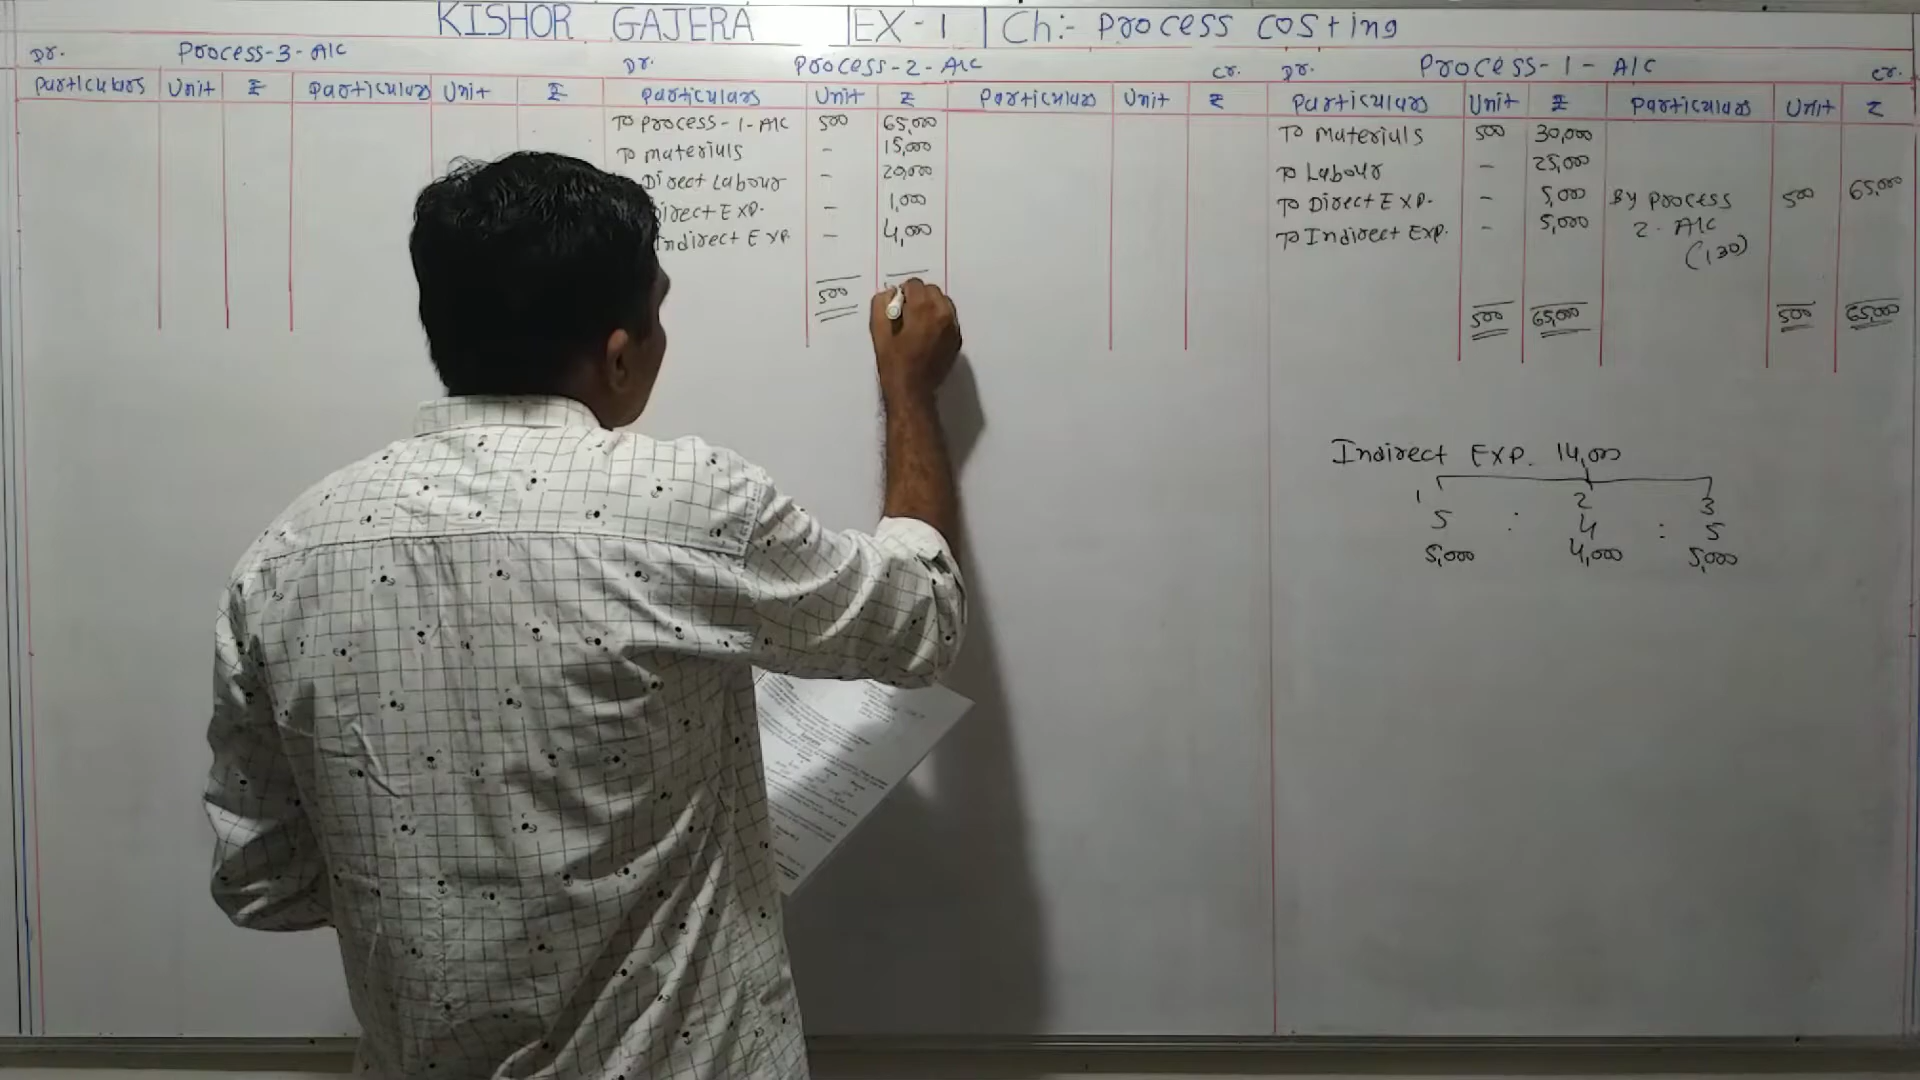 KISHOR GAJERA EX-1 Ch:- Process costing
Dr. Process-3-A/C
Particulars Unit ₹ Particulars Unit ₹
Dr. Process-2-A/C Cr.
Particulars Unit ₹ Particulars Unit ₹
To Process-1-A/C 500 65,000
To Materials - 15,000
Direct Labour - 20,000
Direct Exp. - 1,000
Indirect Exp. - 4,000
500
Dr. Process-1-A/C Cr.
Particulars Unit ₹ Particulars Unit ₹
To Materials 500 30,000
To Labour - 25,000
To Direct Exp. - 5,000 By Process 500 65,000
To Indirect Exp. - 5,000 2-A/C
(130)
500 65,000 500 65,000
Indirect Exp. 14,000
1 2 3
5 : 4 : 5
5,000 4,000 5,000